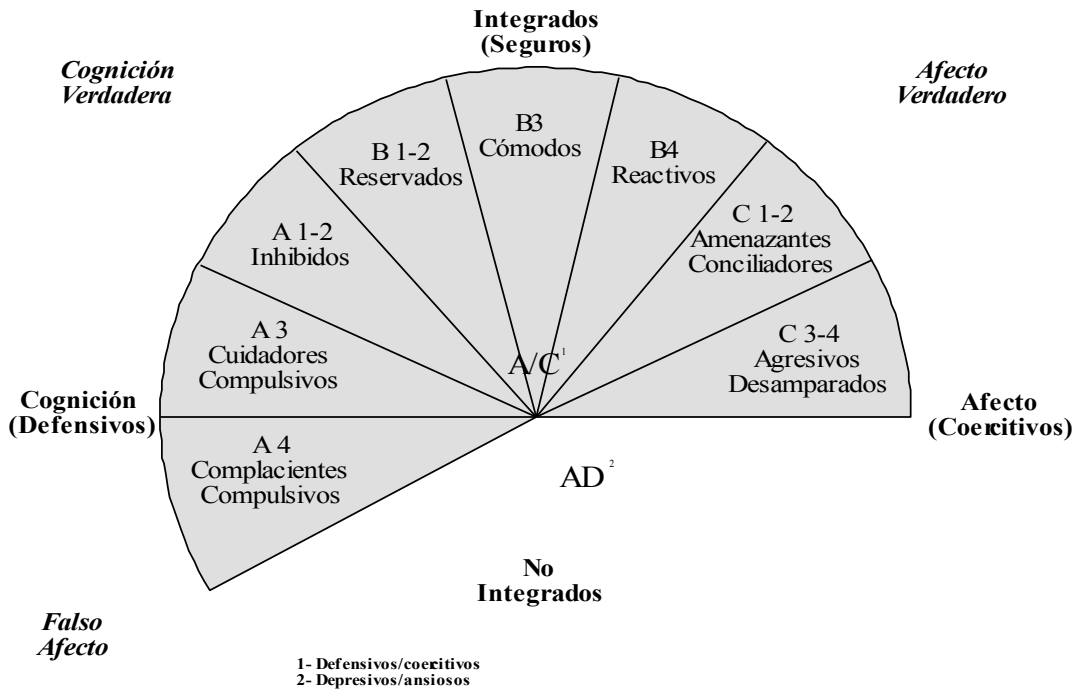 Integrados
(Seguros)
Cognición
Verdadera
Afecto
Verdadero
B3
Cómodos
B 1-2
Reservados
B4
Reactivos
A 1-2
Inhibidos
C 1-2
Amenazantes
Conciliadores
A 3
Cuidadores
Compulsivos
A/C¹
C 3-4
Agresivos
Desamparados
Cognición
(Defensivos)
Afecto
(Coercitivos)
A 4
Complacientes
Compulsivos
AD²
No
Integrados
Falso
Afecto
1- Defensivos/coercitivos
2- Depresivos/ansiosos